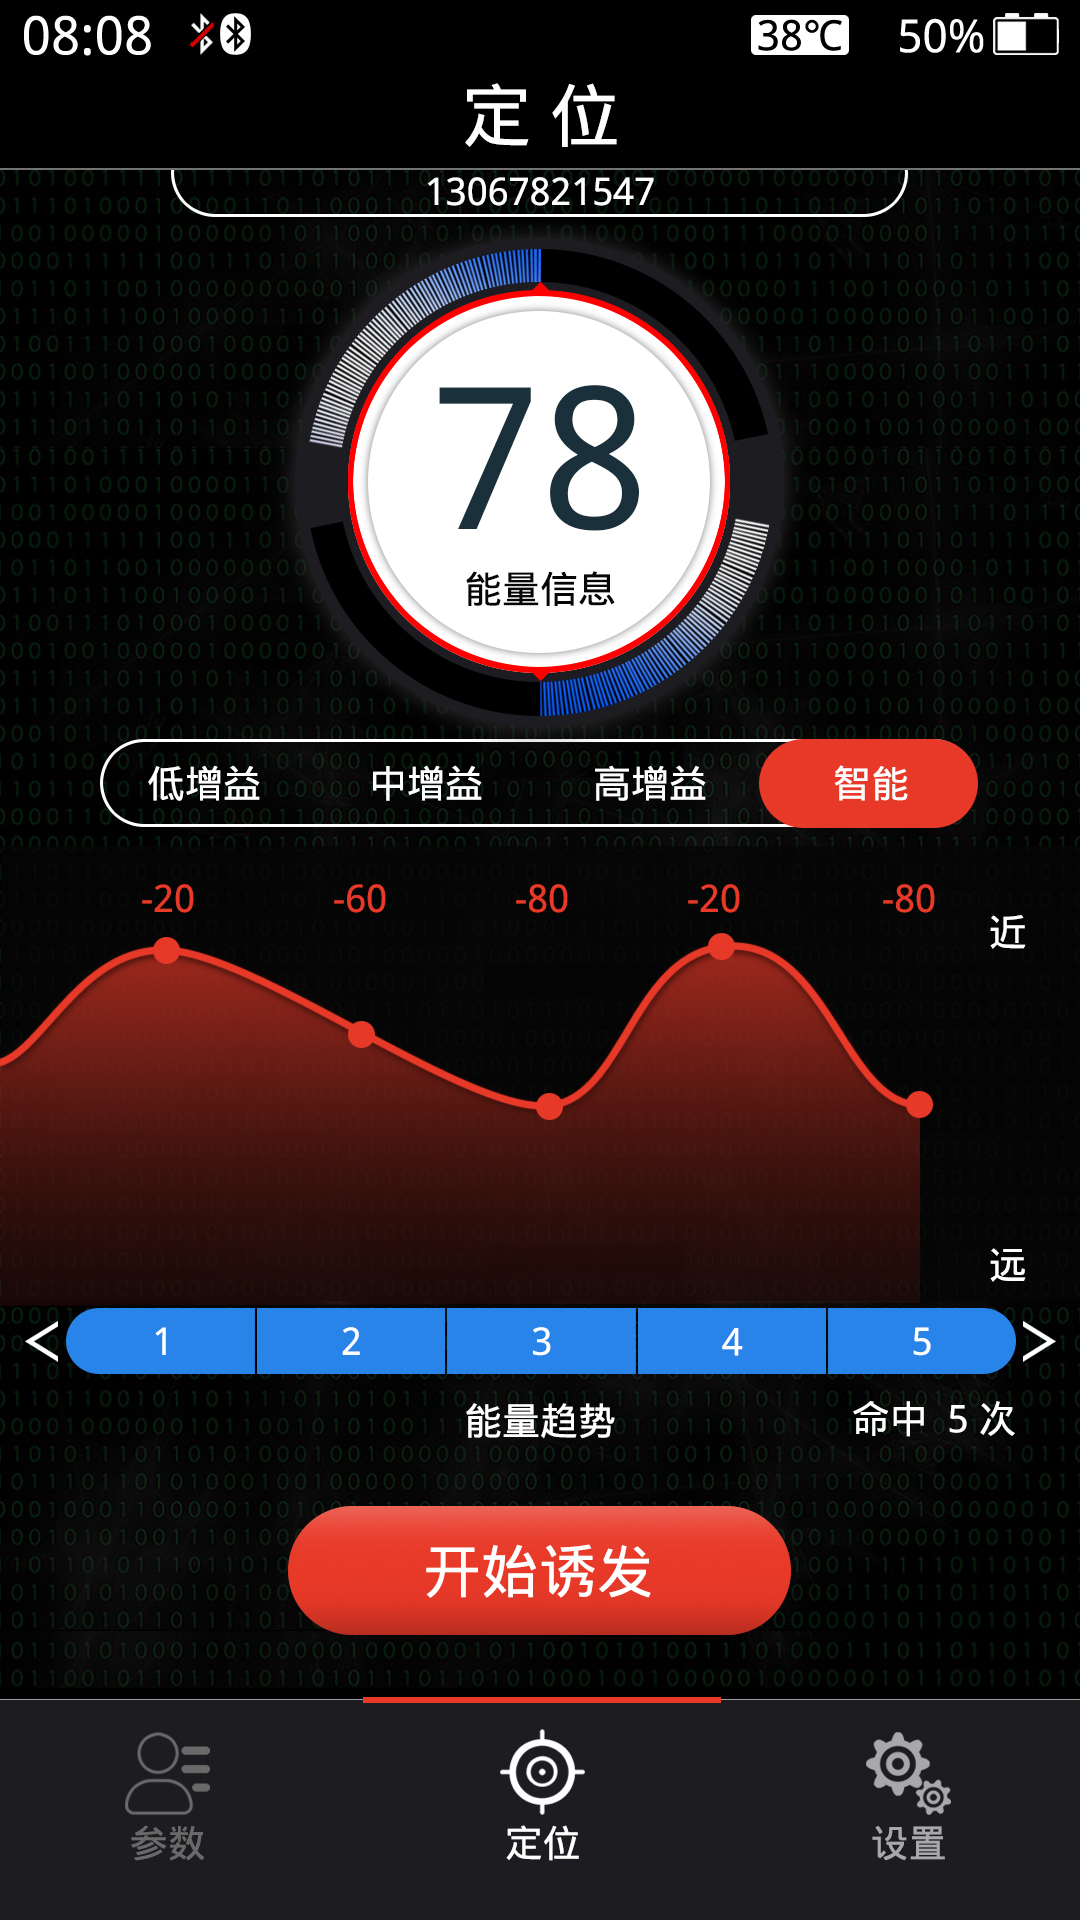 08:08 38℃ 50%
定位
13067821547
78
能量信息
低增益 中增益 高增益 智能
-20 -60 -80 -20 -80
近
远
< 1 2 3 4 5 >
能量趋势 命中 5 次
开始诱发
参数 定位 设置